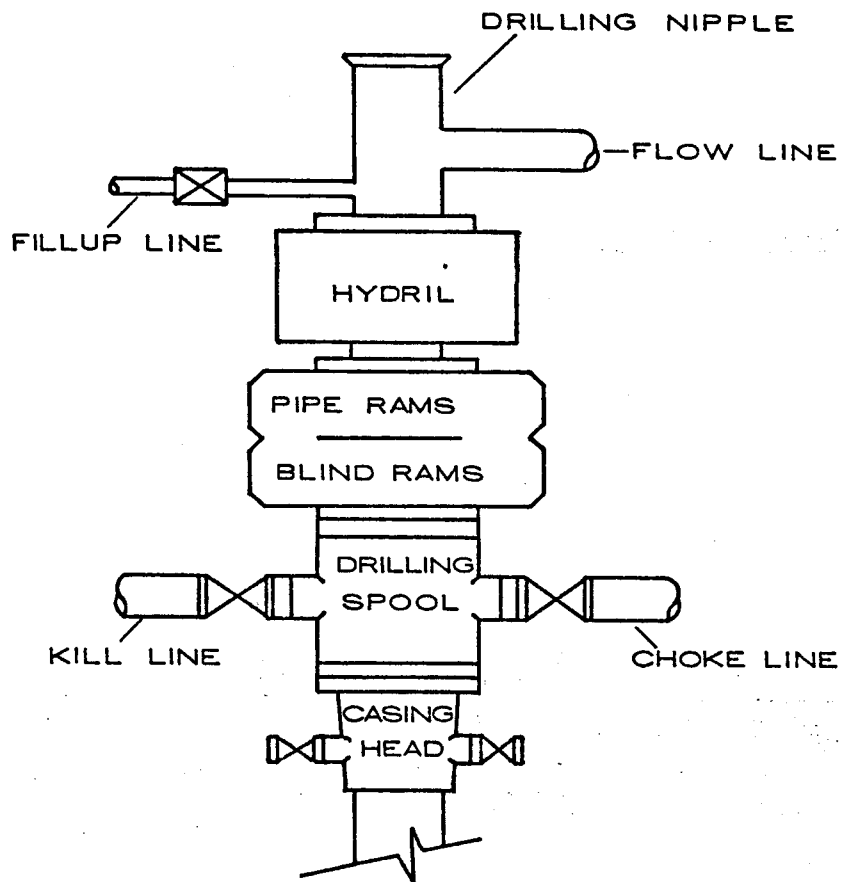 DRILLING NIPPLE
FLOW LINE
FILLUP LINE
HYDRIL
PIPE RAMS
BLIND RAMS
DRILLING
SPOOL
KILL LINE
CHOKE LINE
CASING
HEAD